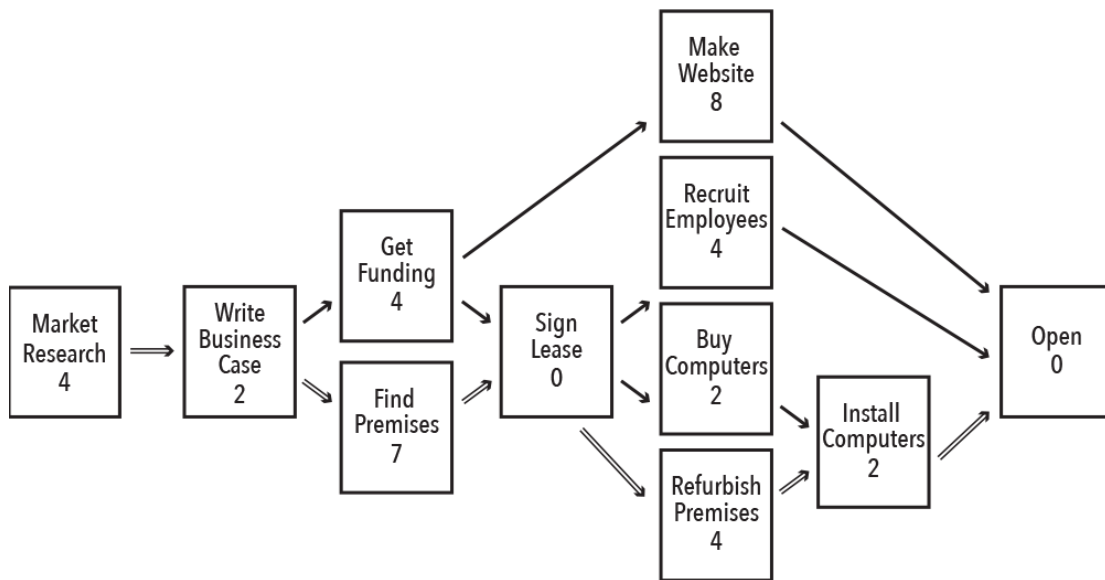 Market
Research
4
Write
Business
Case
2
Get
Funding
4
Find
Premises
7
Sign
Lease
0
Make
Website
8
Recruit
Employees
4
Buy
Computers
2
Refurbish
Premises
4
Install
Computers
2
Open
0